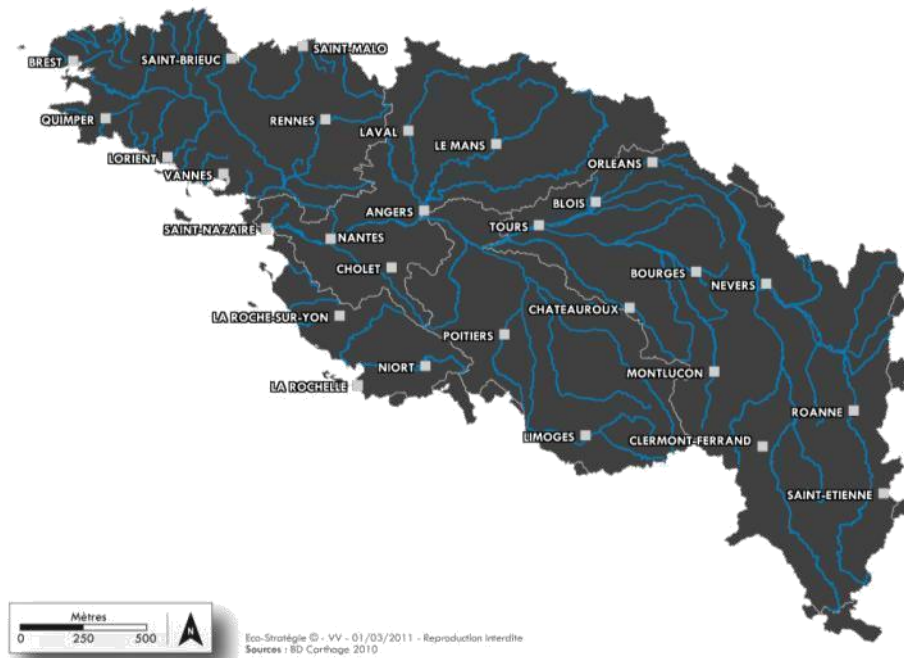 SAINT-MALO
BREST
SAINT-BRIEUC
QUIMPER
RENNES
LAVAL
LE MANS
LORIENT
ORLEANS
VANNES
BLOIS
ANGERS
TOURS
SAINT-NAZAIRE
NANTES
CHOLET
BOURGES
NEVERS
CHATEAUROUX
LA ROCHE-SUR-YON
POITIERS
NIORT
MONTLUCON
LA ROCHELLE
ROANNE
LIMOGES
CLERMONT-FERRAND
SAINT-ETIENNE
Mètres
0 250 500
N
Eco-Stratégie © - VV - 01/03/2011 - Reproduction interdite
Sources : BD Carthage 2010